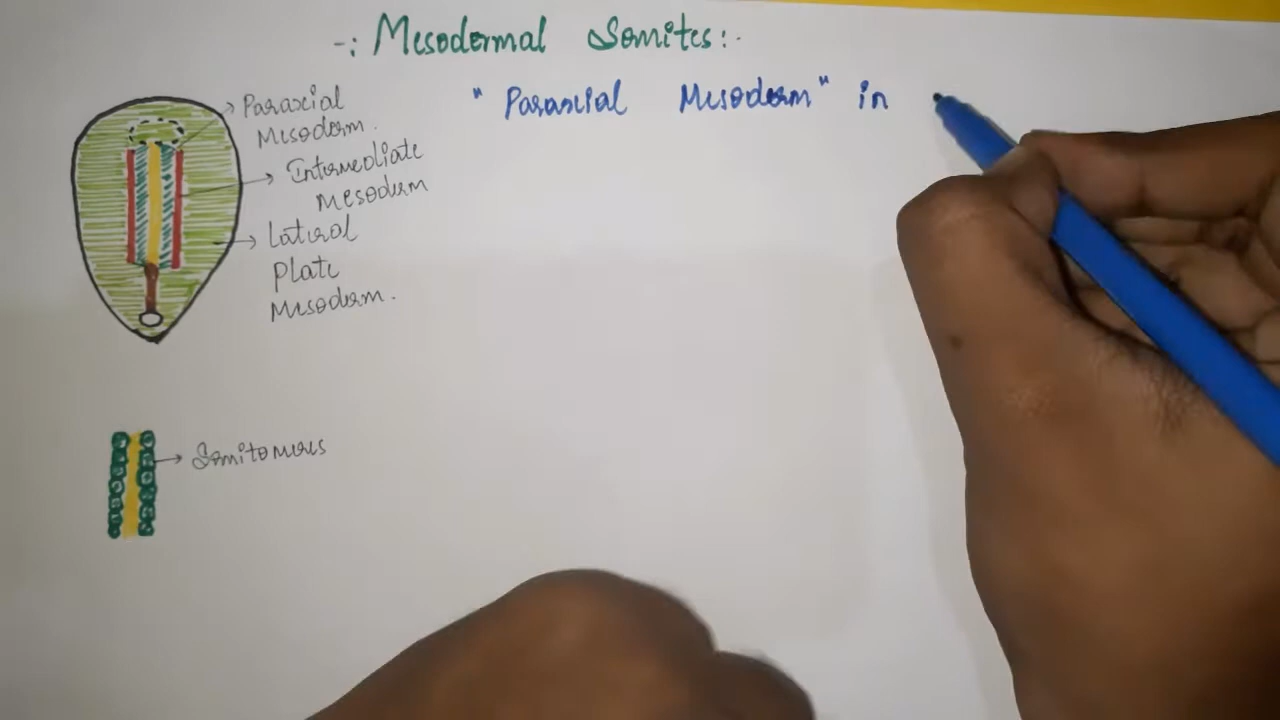 -: Mesodermal Somites:-
"Paraxial Mesoderm" in
Paraxial
Mesoderm.
Intermediate
mesoderm
Lateral
Plate
Mesoderm.
Somitomeres